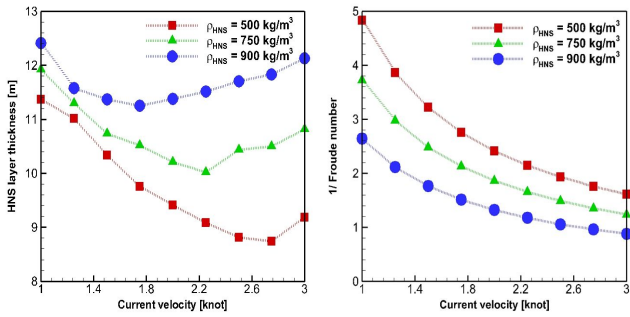 13
12
11
10
9
8
HNS layer thickness [m]
ρHNS = 500 kg/m³
ρHNS = 750 kg/m³
ρHNS = 900 kg/m³
1 1.4 1.8 2.2 2.6 3
Current velocity [knot]
5
4
3
2
1
0
1/ Froude number
ρHNS = 500 kg/m³
ρHNS = 750 kg/m³
ρHNS = 900 kg/m³
1 1.4 1.8 2.2 2.6 3
Current velocity [knot]